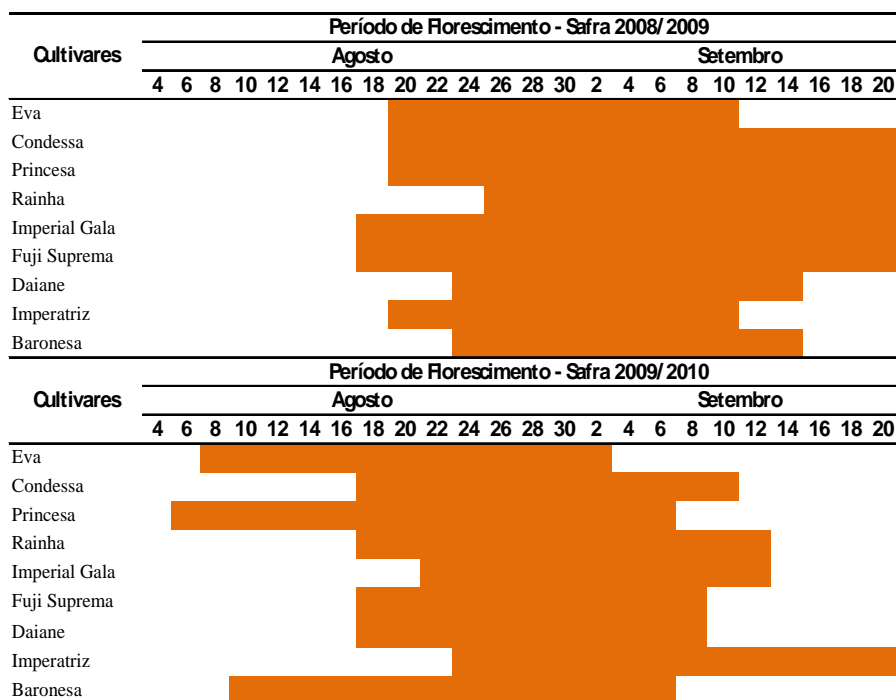 Período de Florescimento - Safra 2008/2009
Cultivares Agosto Setembro
4 6 8 10 12 14 16 18 20 22 24 26 28 30 2 4 6 8 10 12 14 16 18 20
Eva
Condessa
Princesa
Rainha
Imperial Gala
Fuji Suprema
Daiane
Imperatriz
Baronesa
Período de Florescimento - Safra 2009/2010
Cultivares Agosto Setembro
4 6 8 10 12 14 16 18 20 22 24 26 28 30 2 4 6 8 10 12 14 16 18 20
Eva
Condessa
Princesa
Rainha
Imperial Gala
Fuji Suprema
Daiane
Imperatriz
Baronesa